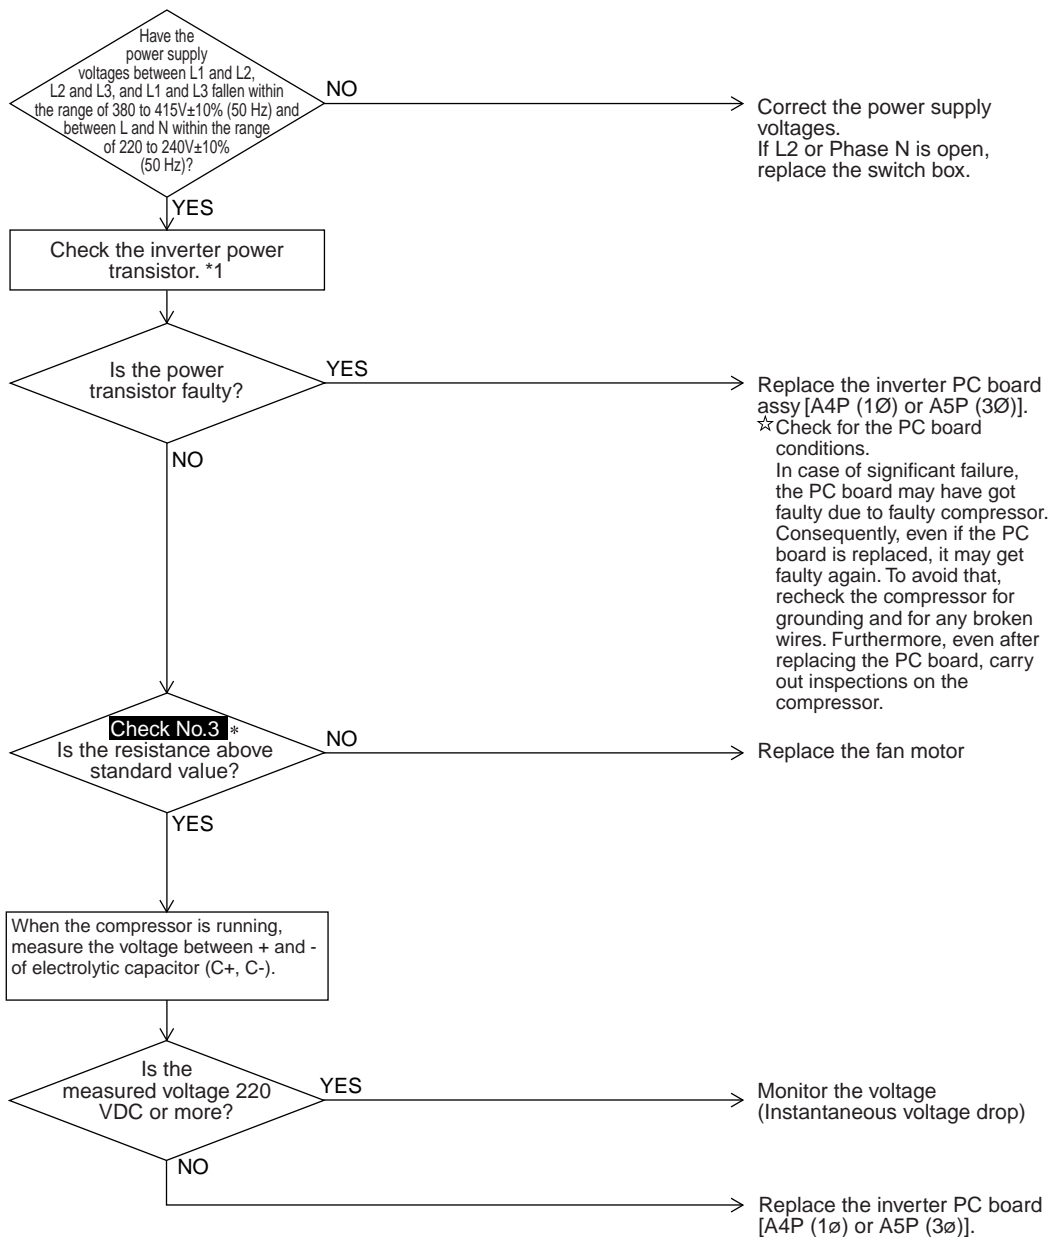 Have the
power supply
voltages between L1 and L2,
L2 and L3, and L1 and L3 fallen within
the range of 380 to 415V±10% (50 Hz) and
between L and N within the range
of 220 to 240V±10%
(50 Hz)?
NO
Correct the power supply
voltages.
If L2 or Phase N is open,
replace the switch box.
YES
Check the inverter power
transistor. *1
Is the power
transistor faulty?
YES
Replace the inverter PC board
assy [A4P (1Ø) or A5P (3Ø)].
☆Check for the PC board
conditions.
In case of significant failure,
the PC board may have got
faulty due to faulty compressor.
Consequently, even if the PC
board is replaced, it may get
faulty again. To avoid that,
recheck the compressor for
grounding and for any broken
wires. Furthermore, even after
replacing the PC board, carry
out inspections on the
compressor.
NO
Check No.3 *
Is the resistance above
standard value?
NO
Replace the fan motor
YES
When the compressor is running,
measure the voltage between + and -
of electrolytic capacitor (C+, C-).
Is the
measured voltage 220
VDC or more?
YES
Monitor the voltage
(Instantaneous voltage drop)
NO
Replace the inverter PC board
[A4P (1ø) or A5P (3ø)].